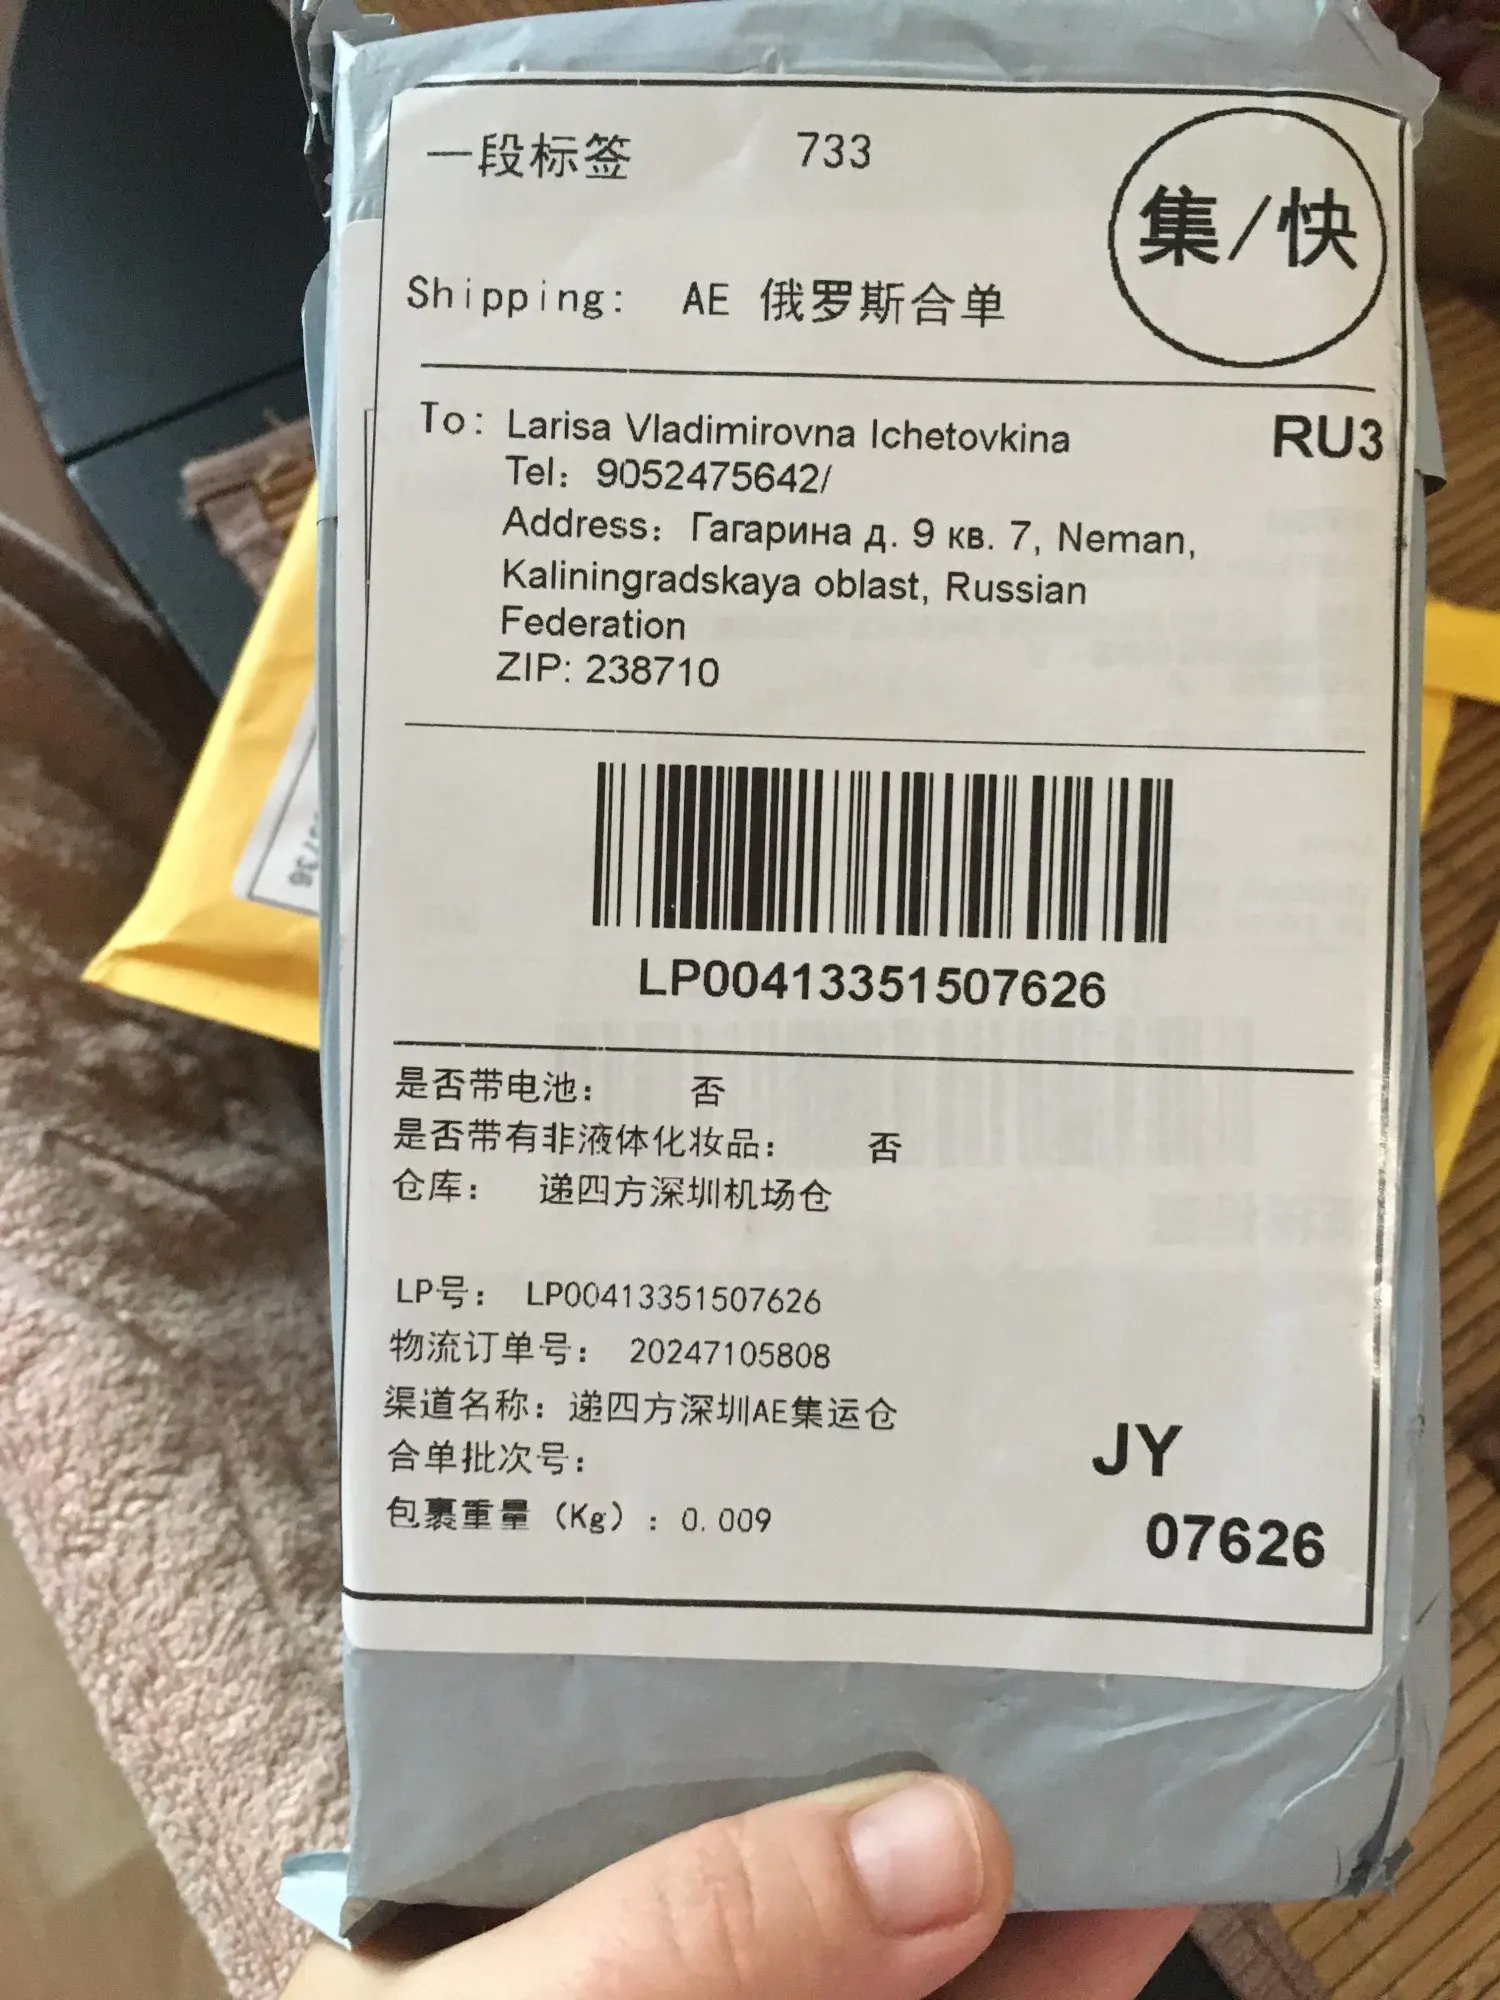 一段标签 733
集/快
Shipping: AE 俄罗斯合单
To: Larisa Vladimirovna Ichetovkina RU3
Tel：9052475642/
Address：Гагарина д. 9 кв. 7, Neman,
Kaliningradskaya oblast, Russian
Federation
ZIP: 238710
LP00413351507626
是否带电池： 否
是否带有非液体化妆品： 否
仓库： 递四方深圳机场仓
LP号： LP00413351507626
物流订单号： 20247105808
渠道名称：递四方深圳AE集运仓
合单批次号：
包裹重量（Kg）：0.009
JY
07626